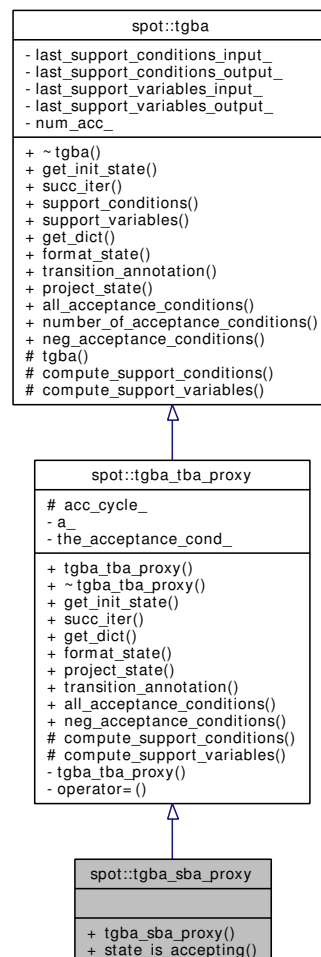 spot::tgba
- last_support_conditions_input_
- last_support_conditions_output_
- last_support_variables_input_
- last_support_variables_output_
- num_acc_
+ ~tgba()
+ get_init_state()
+ succ_iter()
+ support_conditions()
+ support_variables()
+ get_dict()
+ format_state()
+ transition_annotation()
+ project_state()
+ all_acceptance_conditions()
+ number_of_acceptance_conditions()
+ neg_acceptance_conditions()
# tgba()
# compute_support_conditions()
# compute_support_variables()
spot::tgba_tba_proxy
# acc_cycle_
- a_
- the_acceptance_cond_
+ tgba_tba_proxy()
+ ~tgba_tba_proxy()
+ get_init_state()
+ succ_iter()
+ get_dict()
+ format_state()
+ project_state()
+ transition_annotation()
+ all_acceptance_conditions()
+ neg_acceptance_conditions()
# compute_support_conditions()
# compute_support_variables()
- tgba_tba_proxy()
- operator=()
spot::tgba_sba_proxy
+ tgba_sba_proxy()
+ state_is_accepting()